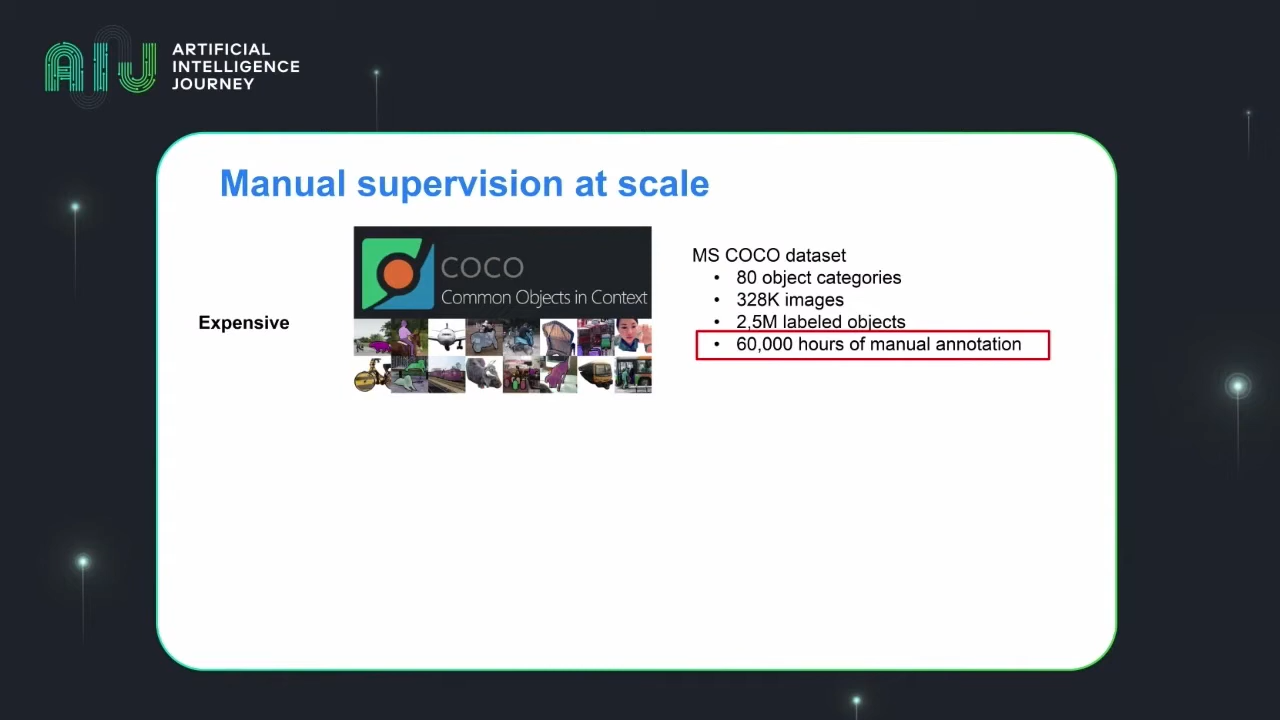 ARTIFICIAL
INTELLIGENCE
JOURNEY
Manual supervision at scale
COCO
Common Objects in Context
Expensive
MS COCO dataset
• 80 object categories
• 328K images
• 2,5M labeled objects
• 60,000 hours of manual annotation